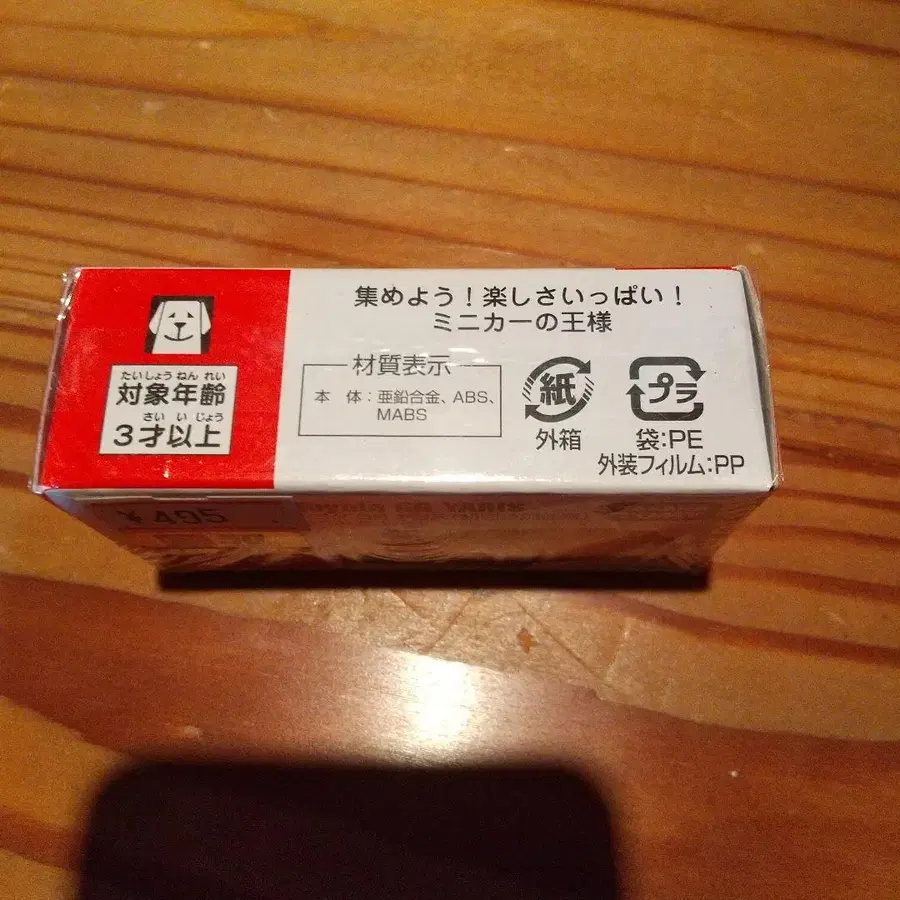 集めよう！楽しさいっぱい！
ミニカーの王様
たいしょうねんれい
対象年齢
さいいじょう
3才以上
材質表示
本　体：亜鉛合金、ABS、
MABS
紙
外箱
プラ
袋:PE
外装フィルム:PP
¥495
GR YARIS